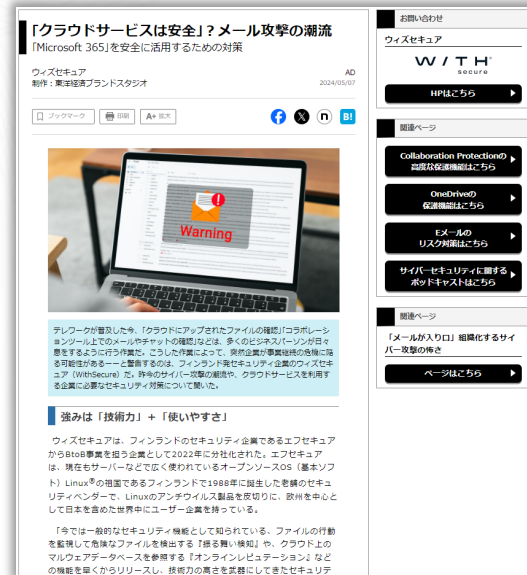 「クラウドサービスは安全」? メール攻撃の潮流
「Microsoft 365」を安全に活用するための対策
ウィズセキュア
AD
制作：東洋経済ブランドスタジオ
2024/05/07
ブックマーク
印刷
A+ 拡大
B!
Warning
テレワークが普及した今、「クラウドにアップされたファイルの確認」「コラボレーシ
ョンツール上でのメールやチャットの確認」などは、多くのビジネスパーソンが日々
息をするように行う作業だ。こうした作業によって、突然企業が事業継続の危機に陥
る可能性があるーーと警告するのは、フィンランド発セキュリティ企業のウィズセキ
ュア（WithSecure）だ。昨今のサイバー攻撃の潮流や、クラウドサービスを利用す
る企業に必要なセキュリティ対策について聞いた。
強みは「技術力」＋「使いやすさ」
ウィズセキュアは、フィンランドのセキュリティ企業であるエフセキュア
からBtoB事業を担う企業として2022年に分社化された。エフセキュア
は、現在もサーバーなどで広く使われているオープンソースOS（基本ソフ
ト）Linux®の祖国であるフィンランドで1988年に誕生した老舗のセキュ
リティベンダーで、Linuxのアンチウイルス製品を皮切りに、欧州を中心と
して日本を含めた世界中にユーザー企業を持っている。
「今では一般的なセキュリティ機能として知られている、ファイルの行動
を監視して危険なファイルを検出する『振る舞い検知』や、クラウド上の
マルウェアデータベースを参照する『オンラインレピュテーション』など
の機能を早くからリリースし、技術力の高さを武器にしてきたセキュリテ
お問い合わせ
ウィズセキュア
W / T H
secure
HPはこちら
関連ページ
Collaboration Protectionの
高度な保護機能はこちら
OneDriveの
保護機能はこちら
Eメールの
リスク対策はこちら
サイバーセキュリティに関する
ポッドキャストはこちら
関連ページ
「メールが入り口」組織化するサイ
バー攻撃の怖さ
ページはこちら